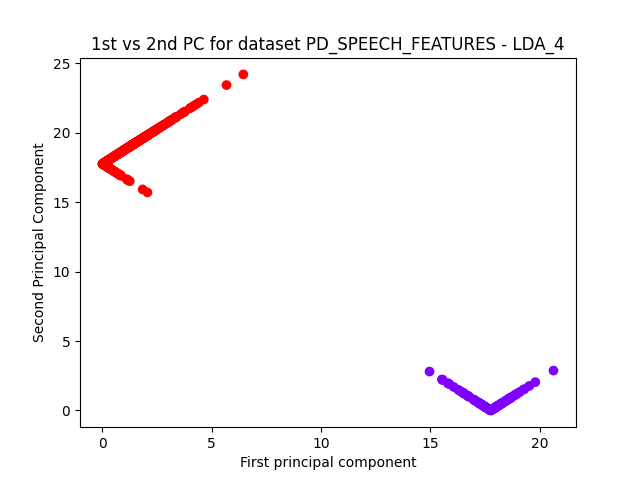 1st vs 2nd PC for dataset PD_SPEECH_FEATURES - LDA_4
25
20
15
10
5
0
Second Principal Component
0 5 10 15 20
First principal component